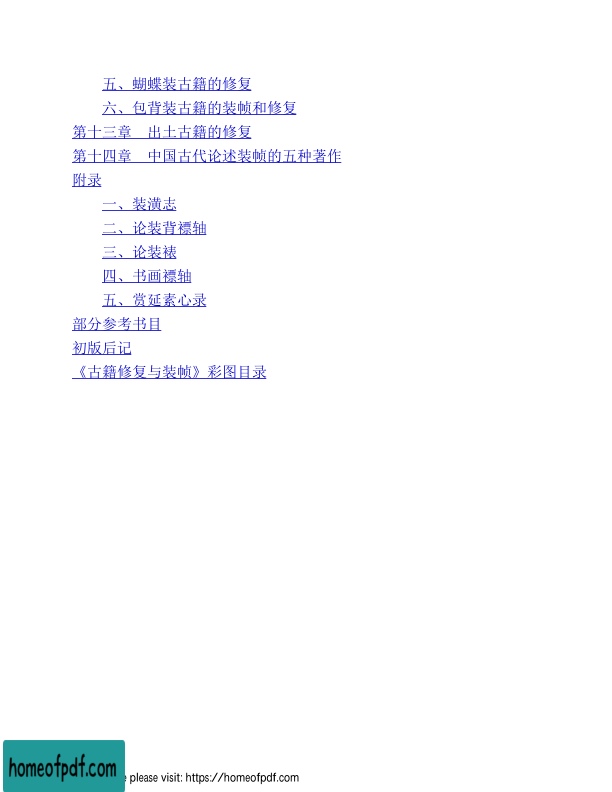 五、蝴蝶装古籍的修复
六、包背装古籍的装帧和修复
第十三章　出土古籍的修复
第十四章　中国古代论述装帧的五种著作
附录
一、装潢志
二、论装背褾轴
三、论装裱
四、书画褾轴
五、赏延素心录
部分参考书目
初版后记
《古籍修复与装帧》彩图目录
homeofpdf.com
please visit: https://homeofpdf.com